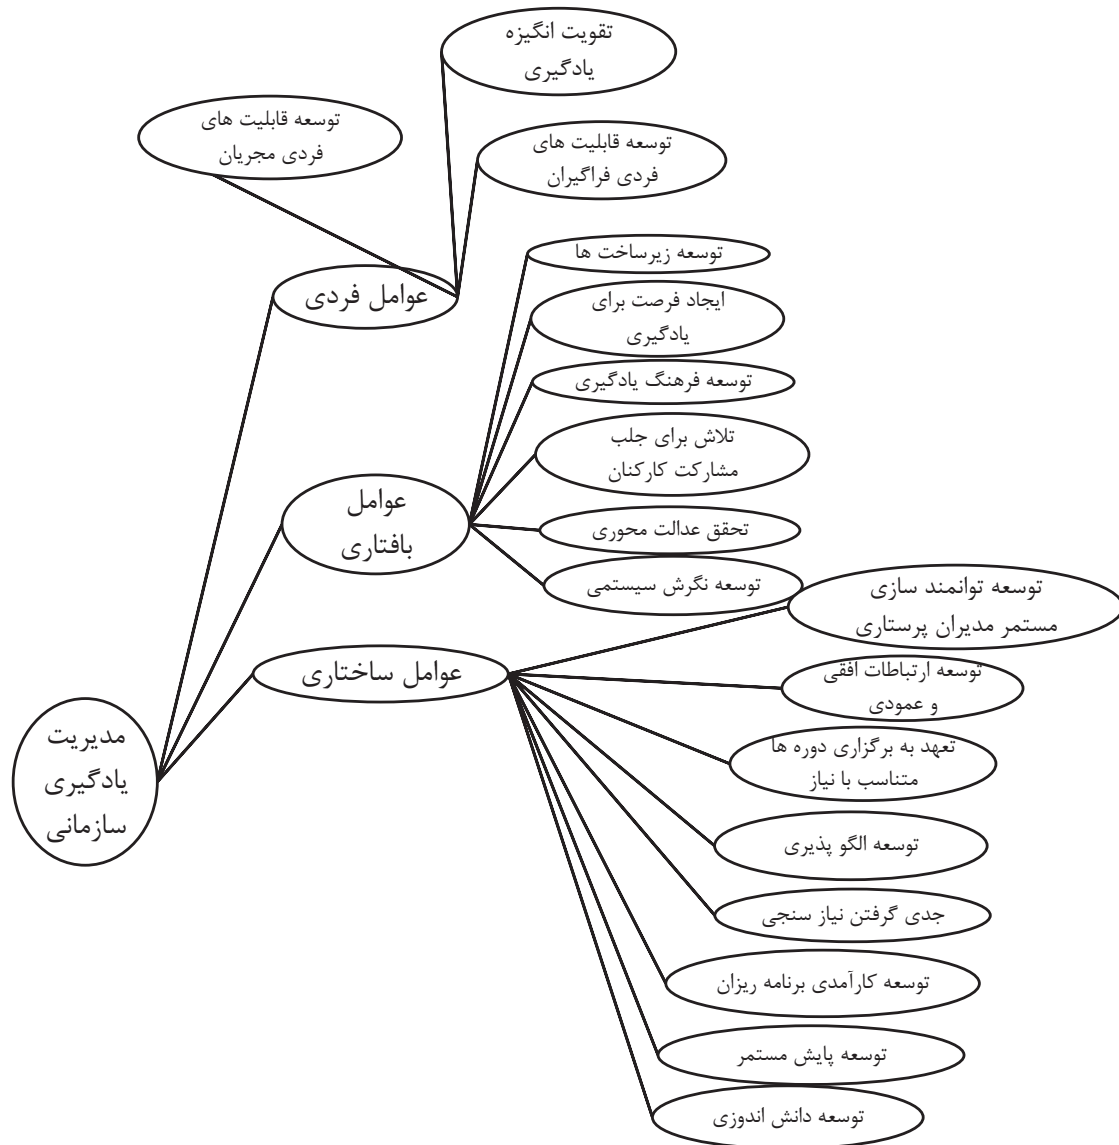 تقویت انگیزه
یادگیری
توسعه قابلیت های
فردی مجریان
توسعه قابلیت های
فردی فراگیران
عوامل فردی
توسعه زیرساخت ها
ایجاد فرصت برای
یادگیری
توسعه فرهنگ یادگیری
تلاش برای جلب
مشارکت کارکنان
عوامل
بافتاری
تحقق عدالت محوری
توسعه نگرش سیستمی
توسعه توانمند سازی
مستمر مدیران پرستاری
عوامل ساختاری
توسعه ارتباطات افقی
و عمودی
مدیریت
یادگیری
سازمانی
تعهد به برگزاری دوره ها
متناسب با نیاز
توسعه الگو پذیری
جدی گرفتن نیاز سنجی
توسعه کارآمدی برنامه ریزان
توسعه پایش مستمر
توسعه دانش اندوزی